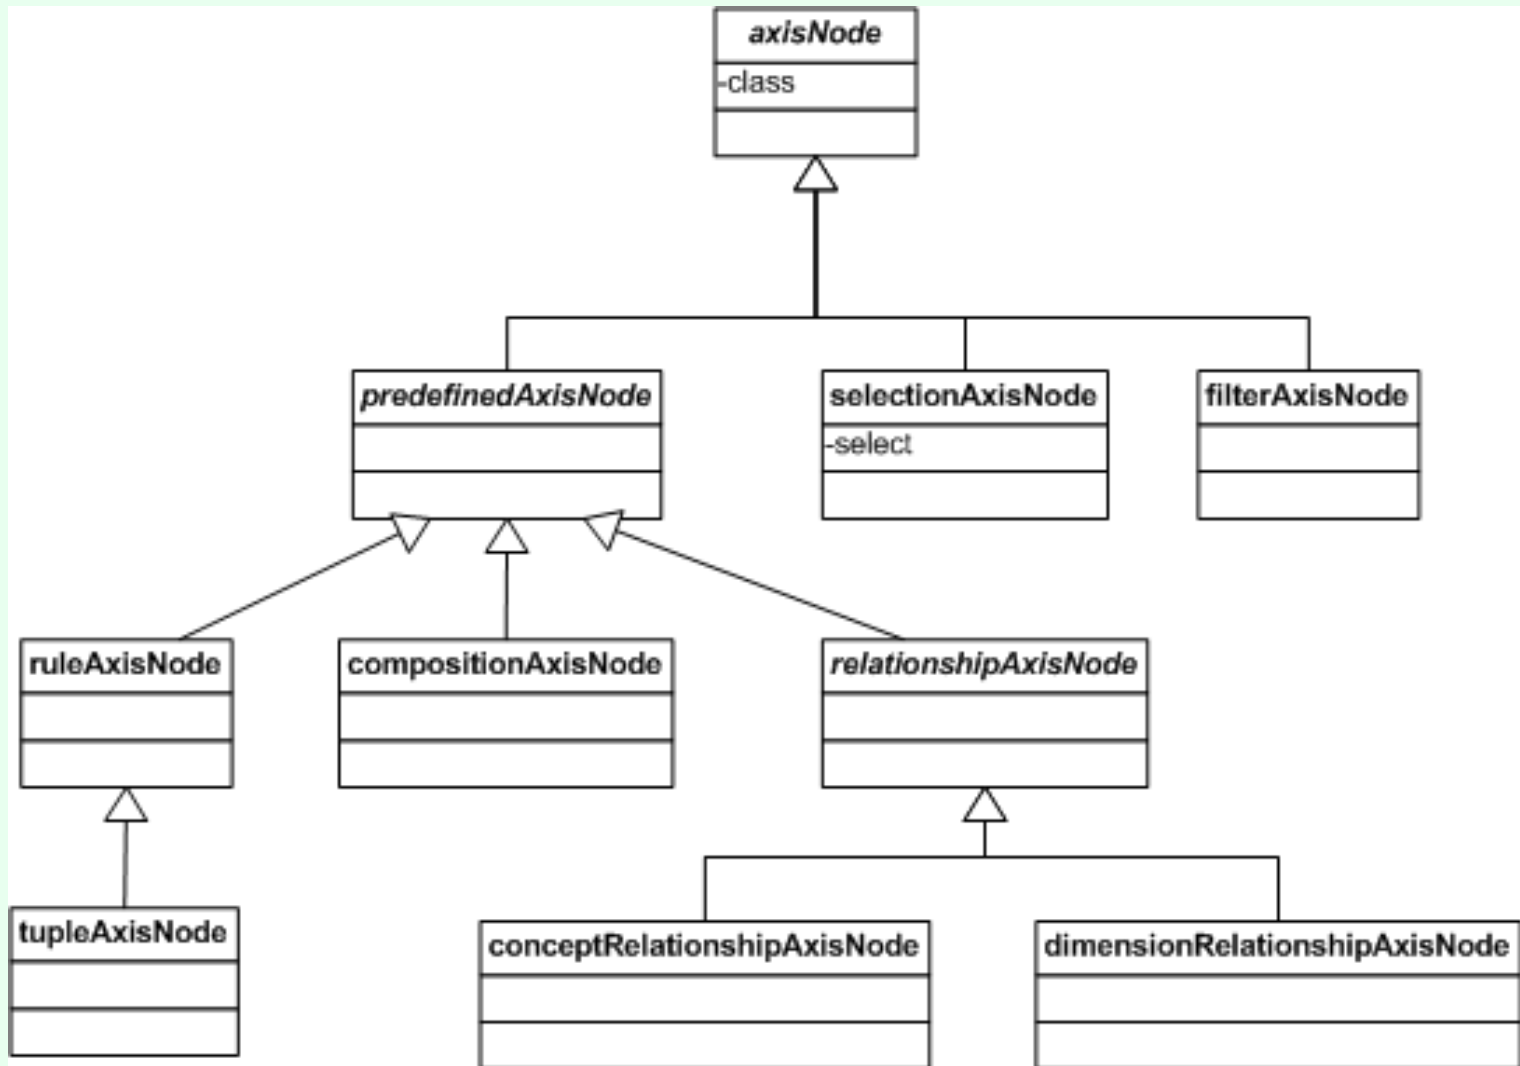 axisNode
-class
predefinedAxisNode
selectionAxisNode
filterAxisNode
-select
ruleAxisNode
compositionAxisNode
relationshipAxisNode
tupleAxisNode
conceptRelationshipAxisNode
dimensionRelationshipAxisNode